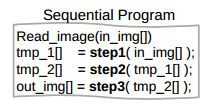 Sequential Program
Read_image(in_img[])
tmp_1[] = step1( in_img[] );
tmp_2[] = step2( tmp_1[] );
out_img[] = step3( tmp_2[] );